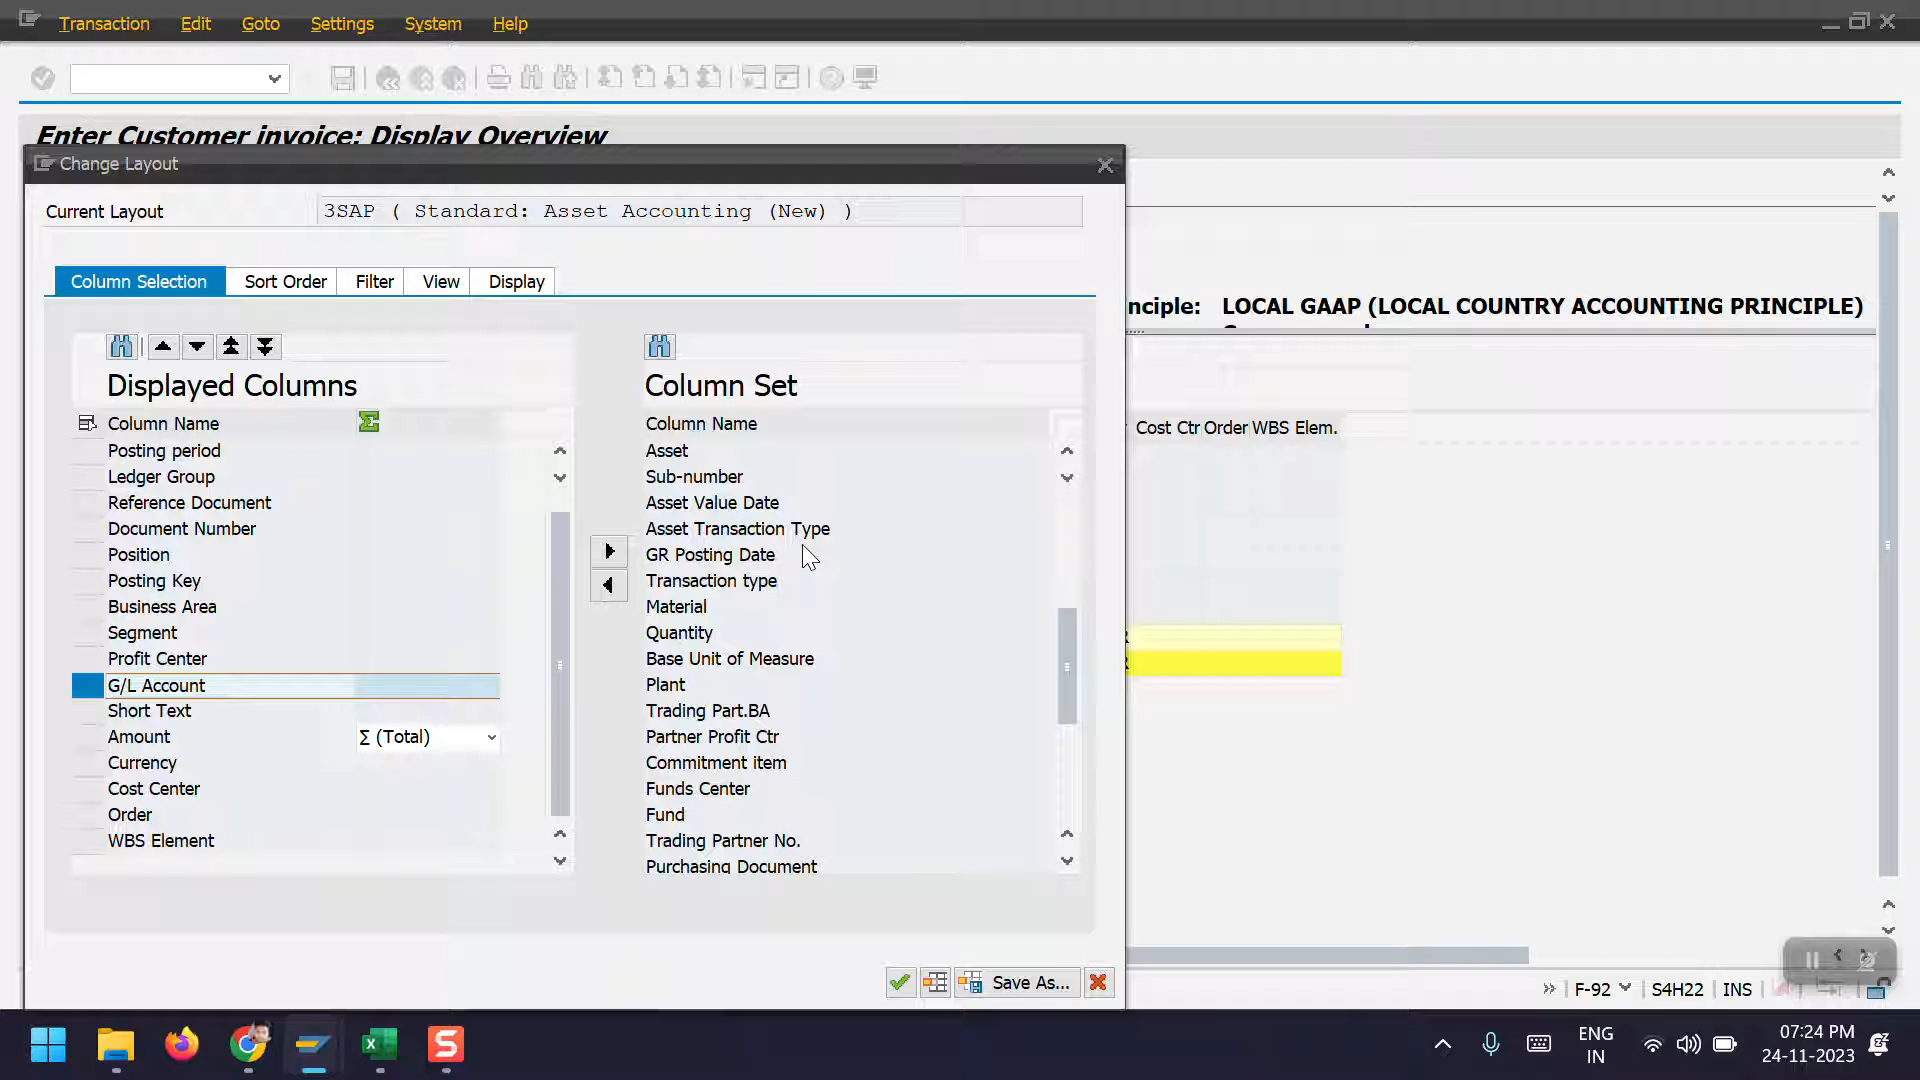 Transaction Edit Goto Settings System Help
Enter Customer invoice: Display Overview
Change Layout
Current Layout 3SAP ( Standard: Asset Accounting (New) )
Column Selection Sort Order Filter View Display
nciple: LOCAL GAAP (LOCAL COUNTRY ACCOUNTING PRINCIPLE)
Displayed Columns
Column Name
Posting period
Ledger Group
Reference Document
Document Number
Position
Posting Key
Business Area
Segment
Profit Center
G/L Account
Short Text
Amount Σ (Total)
Currency
Cost Center
Order
WBS Element
Column Set
Column Name
Asset
Sub-number
Asset Value Date
Asset Transaction Type
GR Posting Date
Transaction type
Material
Quantity
Base Unit of Measure
Plant
Trading Part.BA
Partner Profit Ctr
Commitment item
Funds Center
Fund
Trading Partner No.
Purchasing Document
Cost Ctr Order WBS Elem.
Save As...
F-92 S4H22 INS
ENG
IN
07:24 PM
24-11-2023